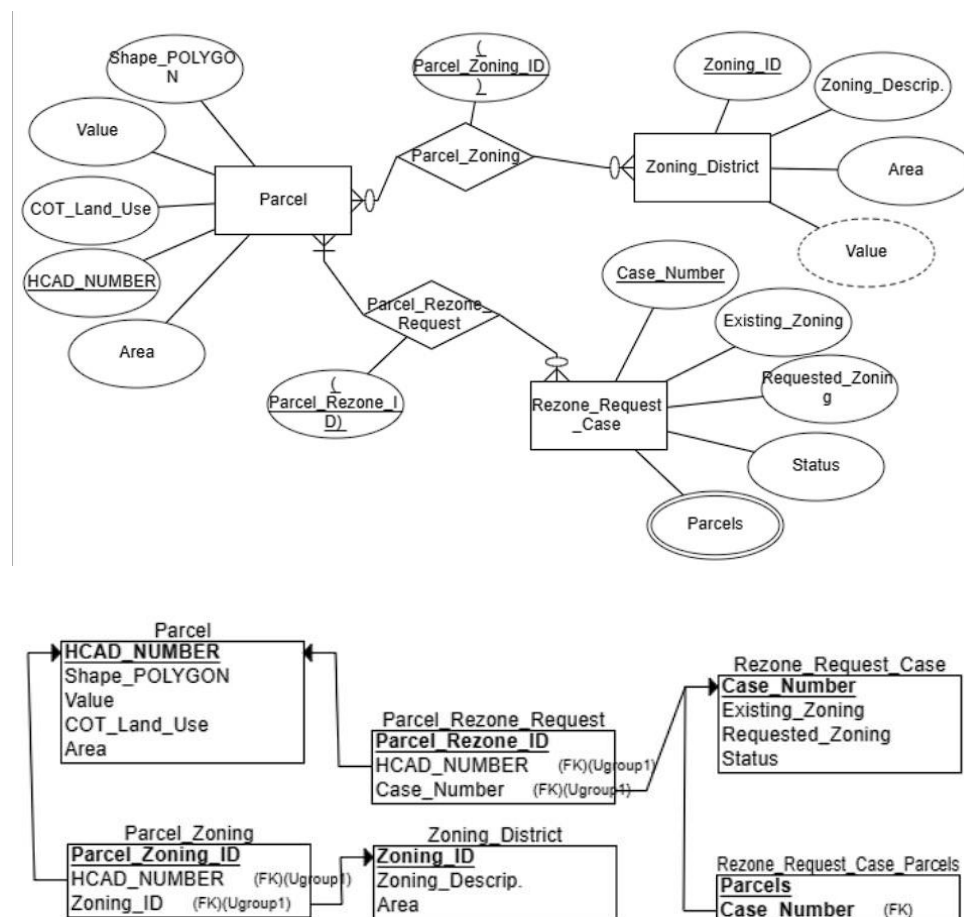 Shape_POLYGO
N
Value
COT_Land_Use
HCAD_NUMBER
Area
Parcel
(
Parcel_Zoning_ID
)
Parcel_Zoning
Zoning_ID
Zoning_Descrip.
Area
Value
Zoning_District
Parcel_Rezone_
Request
(
Parcel_Rezone_I
D)
Case_Number
Existing_Zoning
Requested_Zonin
g
Status
Parcels
Rezone_Request
_Case
Parcel
HCAD_NUMBER
Shape_POLYGON
Value
COT_Land_Use
Area
Parcel_Rezone_Request
Parcel_Rezone_ID
HCAD_NUMBER (FK)(Ugroup1)
Case_Number (FK)(Ugroup1)
Rezone_Request_Case
Case_Number
Existing_Zoning
Requested_Zoning
Status
Parcel_Zoning
Parcel_Zoning_ID
HCAD_NUMBER (FK)(Ugroup1)
Zoning_ID (FK)(Ugroup1)
Zoning_District
Zoning_ID
Zoning_Descrip.
Area
Rezone_Request_Case_Parcels
Parcels
Case_Number (FK)